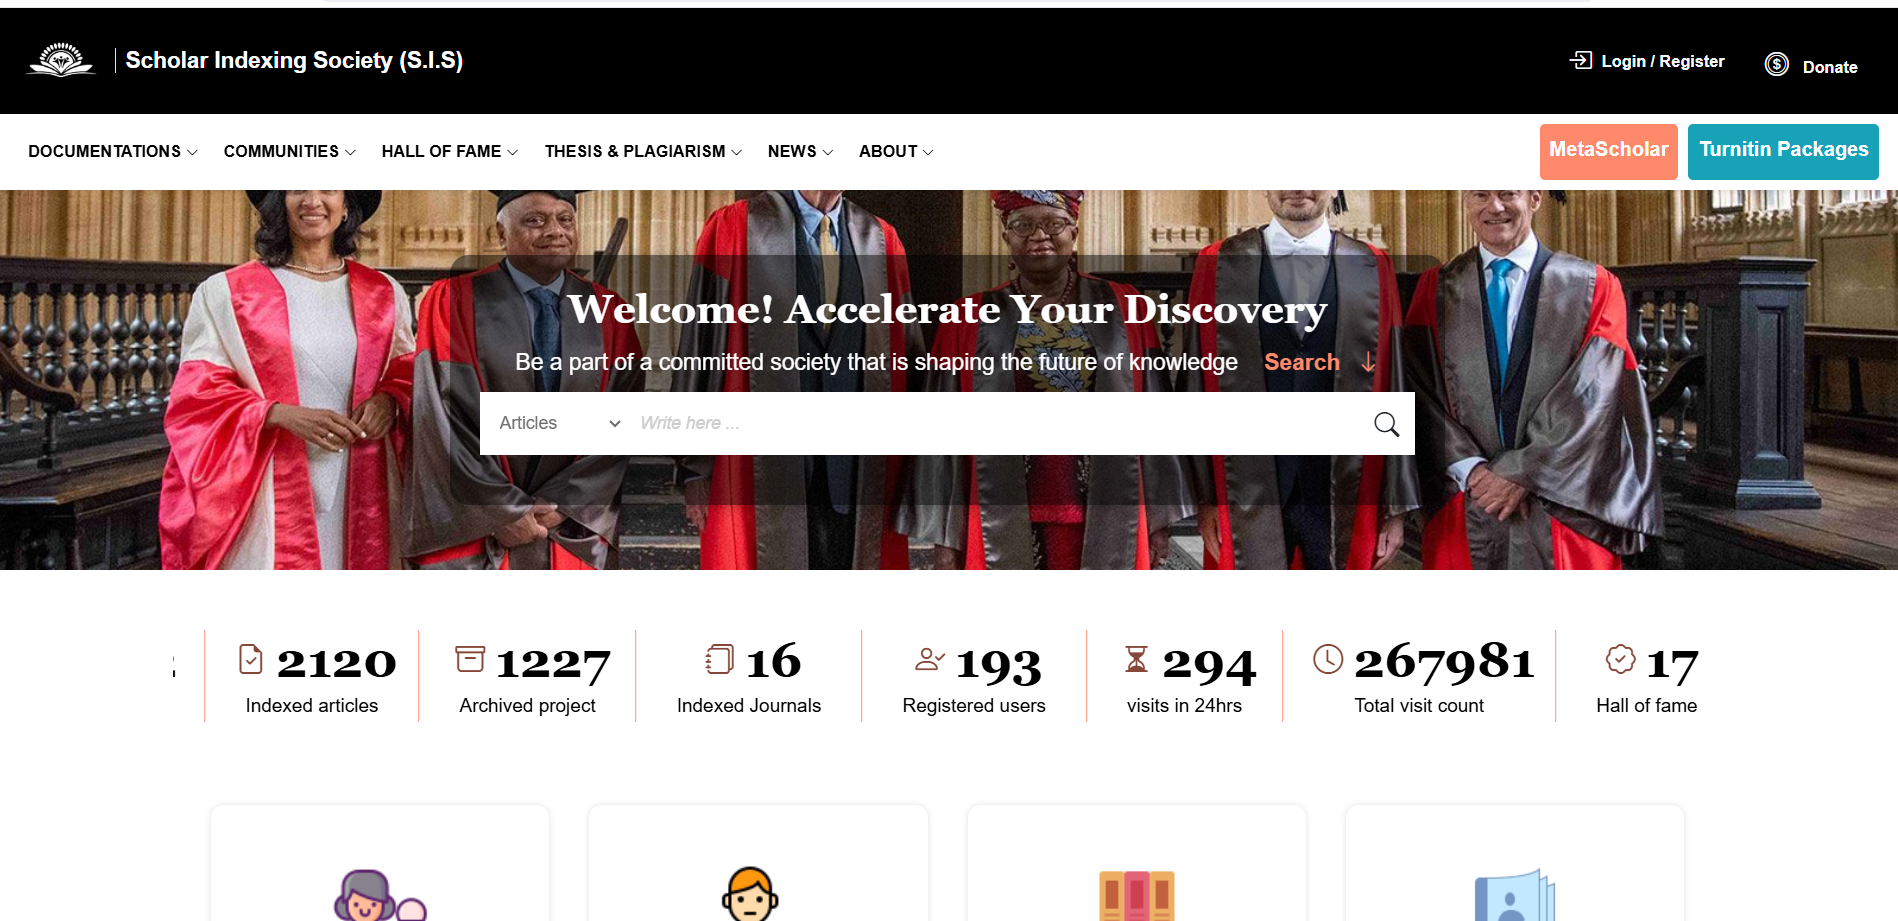 Scholar Indexing Society (S.I.S)
Login / Register
Donate
DOCUMENTATIONS
COMMUNITIES
HALL OF FAME
THESIS & PLAGIARISM
NEWS
ABOUT
MetaScholar
Turnitin Packages
Welcome! Accelerate Your Discovery
Be a part of a committed society that is shaping the future of knowledge Search
Articles
Write here ...
2120
Indexed articles
1227
Archived project
16
Indexed Journals
193
Registered users
294
visits in 24hrs
267981
Total visit count
17
Hall of fame